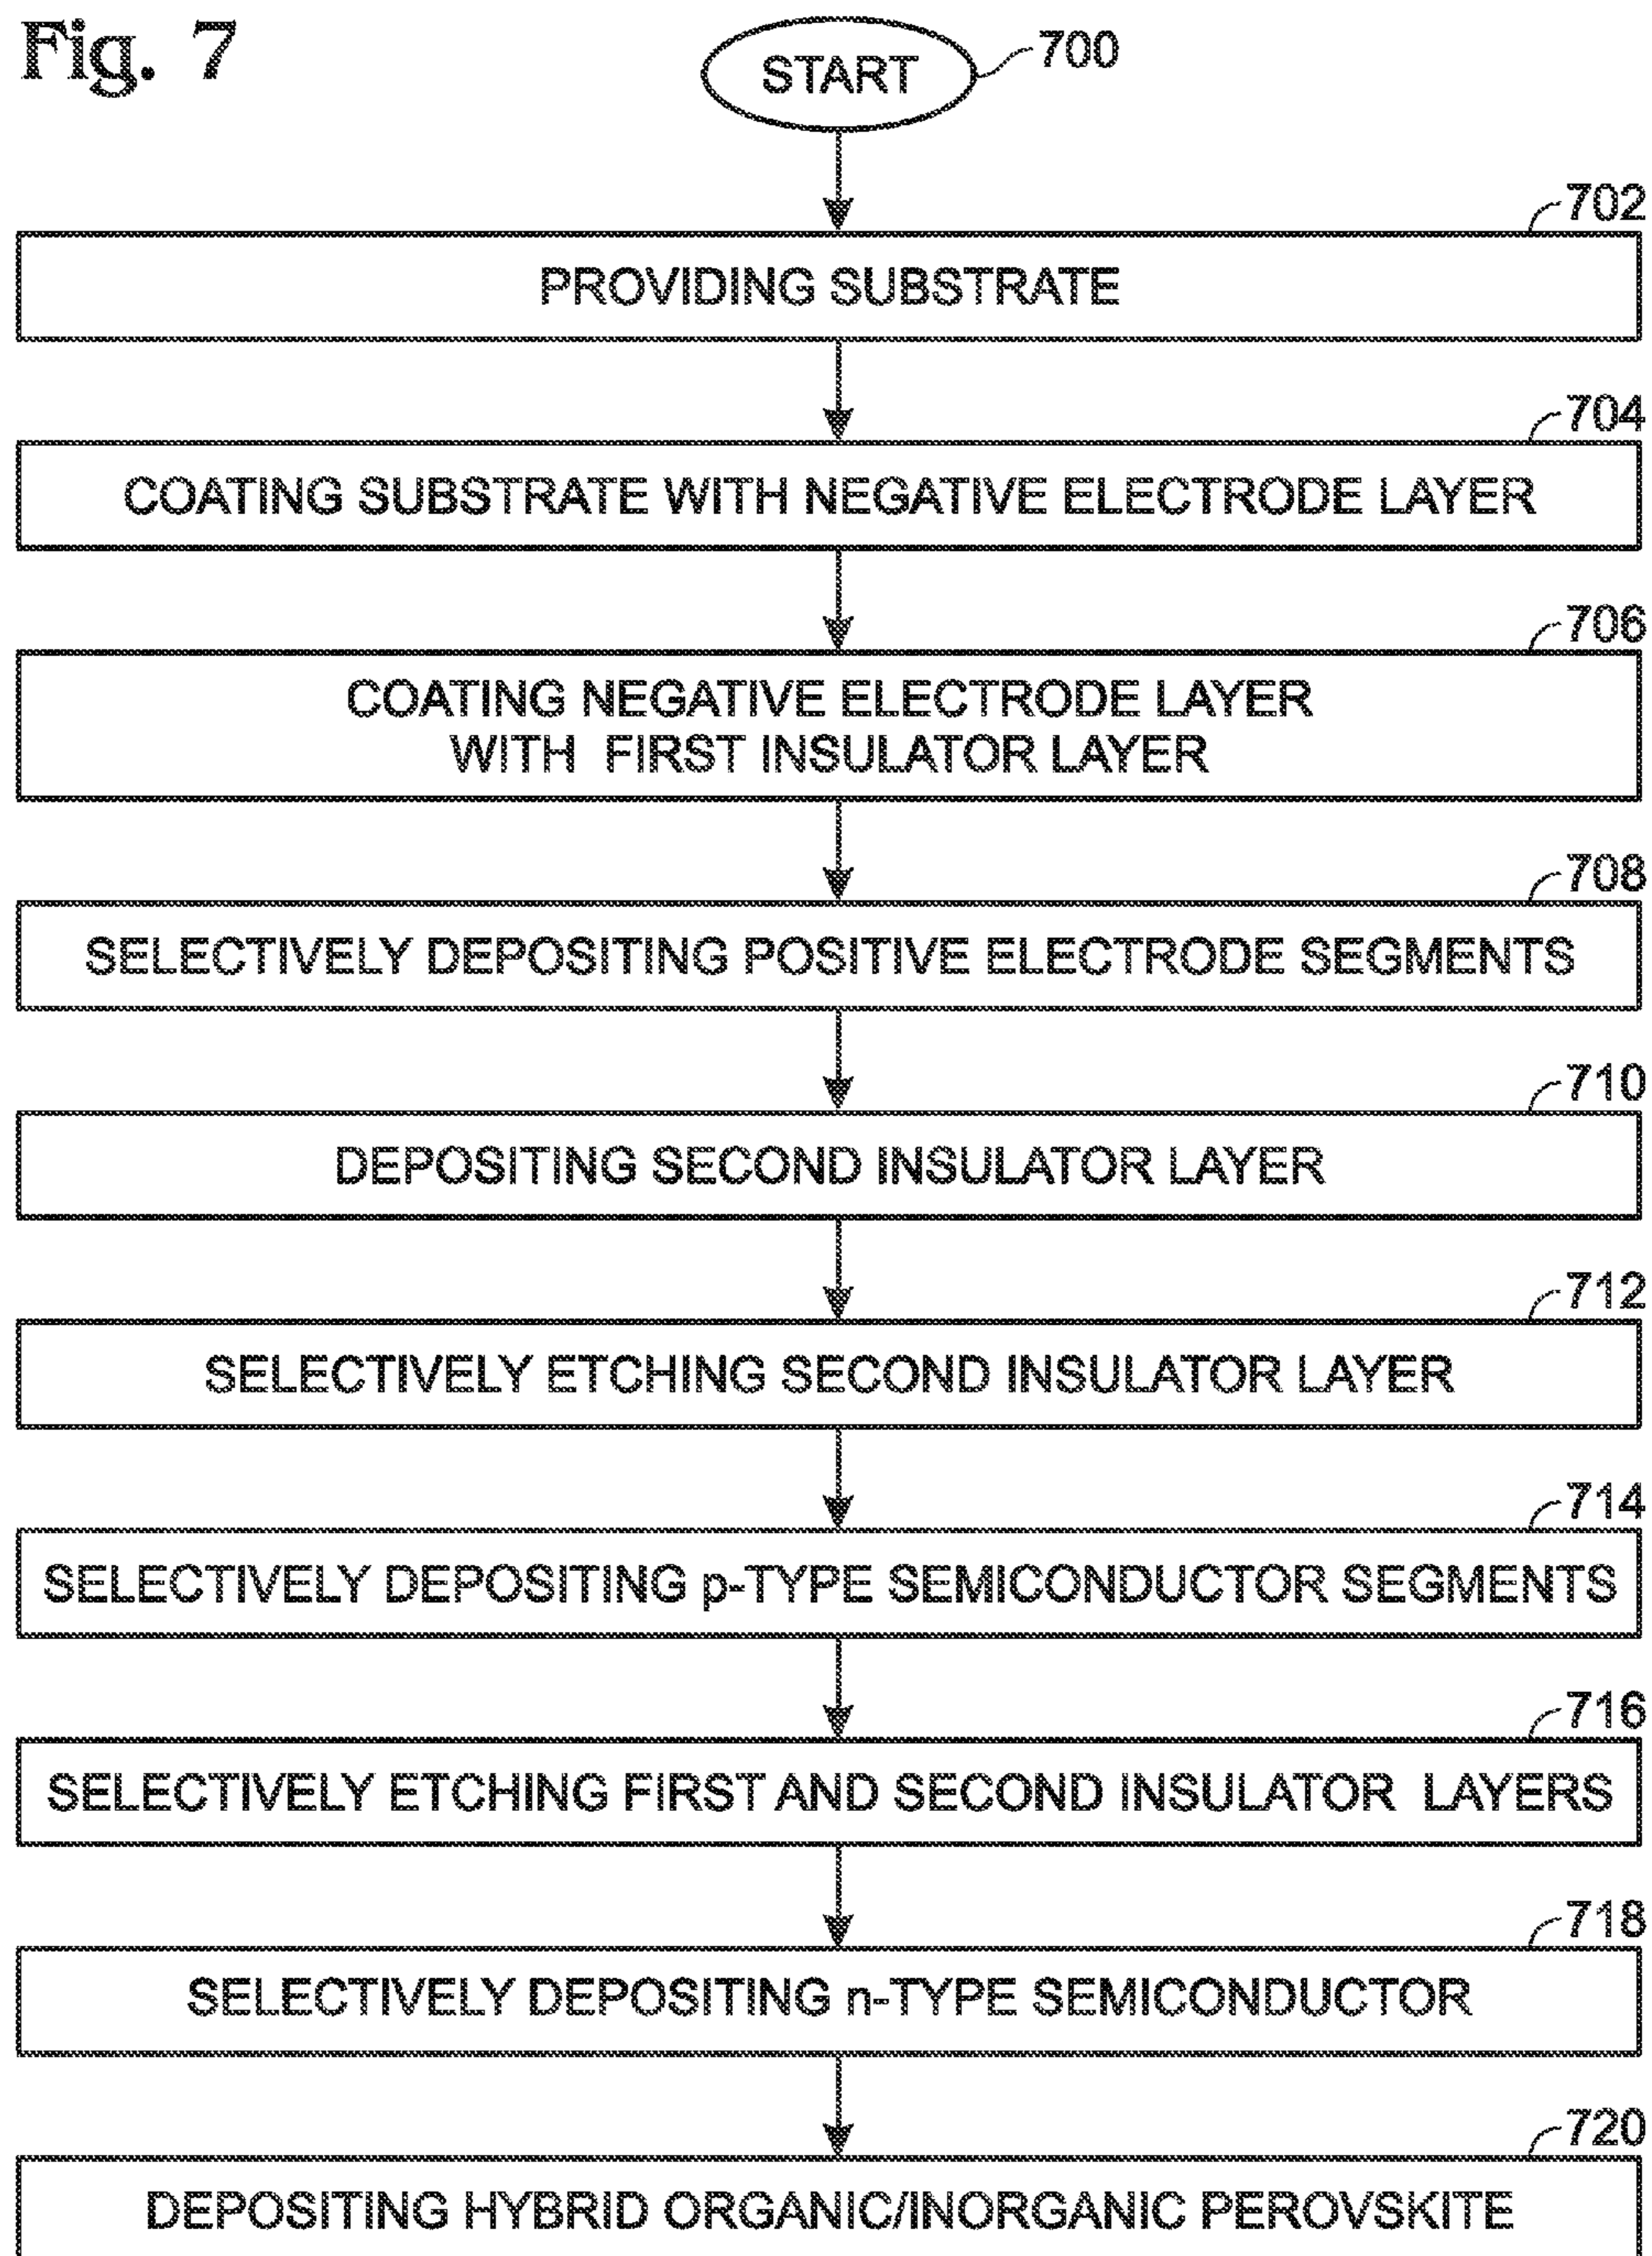 Fig. 7
START
700
702
PROVIDING SUBSTRATE
704
COATING SUBSTRATE WITH NEGATIVE ELECTRODE LAYER
706
COATING NEGATIVE ELECTRODE LAYER
WITH FIRST INSULATOR LAYER
708
SELECTIVELY DEPOSITING POSITIVE ELECTRODE SEGMENTS
710
DEPOSITING SECOND INSULATOR LAYER
712
SELECTIVELY ETCHING SECOND INSULATOR LAYER
714
SELECTIVELY DEPOSITING p-TYPE SEMICONDUCTOR SEGMENTS
716
SELECTIVELY ETCHING FIRST AND SECOND INSULATOR LAYERS
718
SELECTIVELY DEPOSITING n-TYPE SEMICONDUCTOR
720
DEPOSITING HYBRID ORGANIC/INORGANIC PEROVSKITE